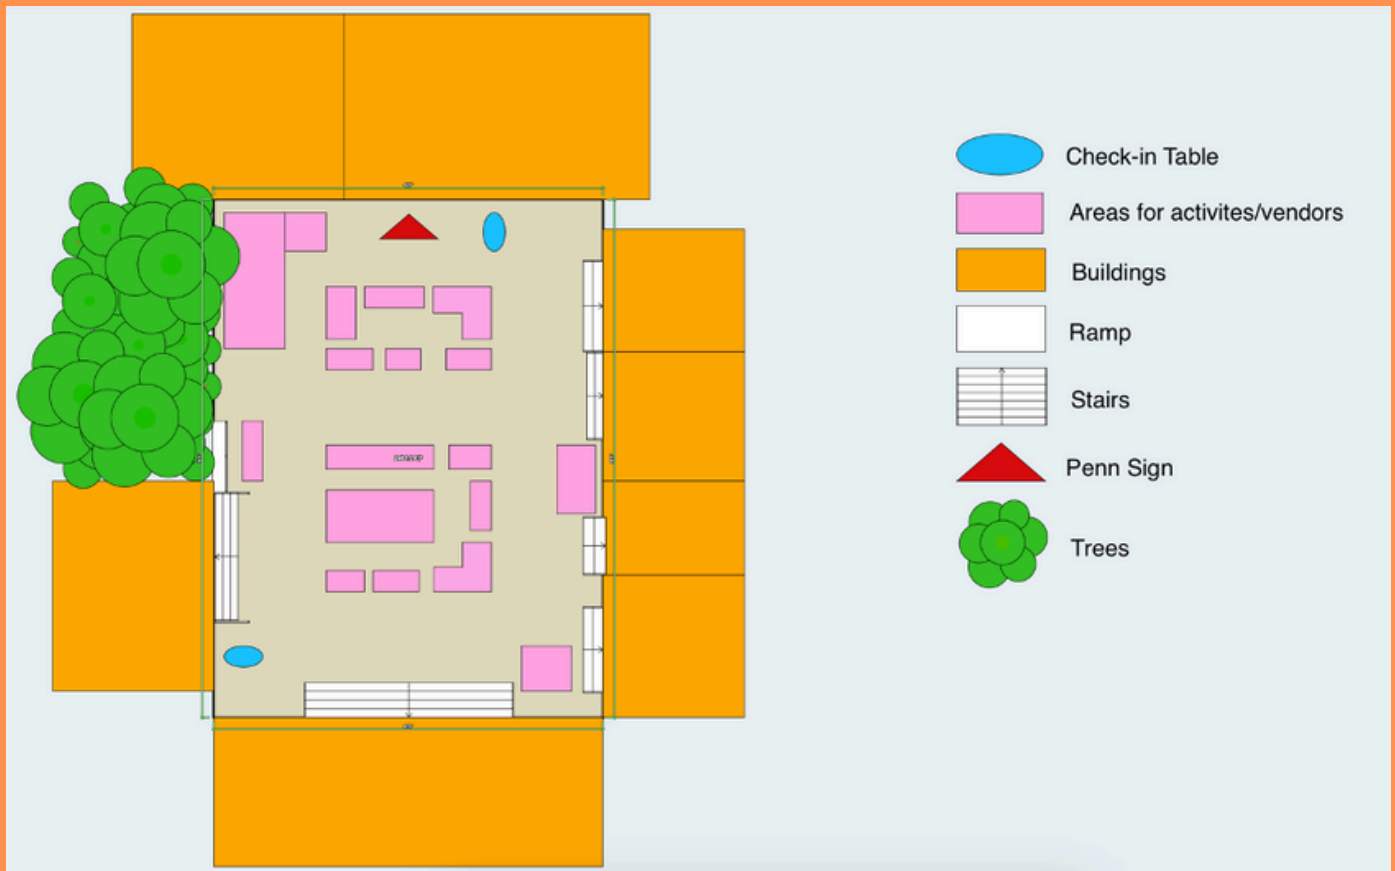 Check-in Table
Areas for activites/vendors
Buildings
Ramp
Stairs
Penn Sign
Trees